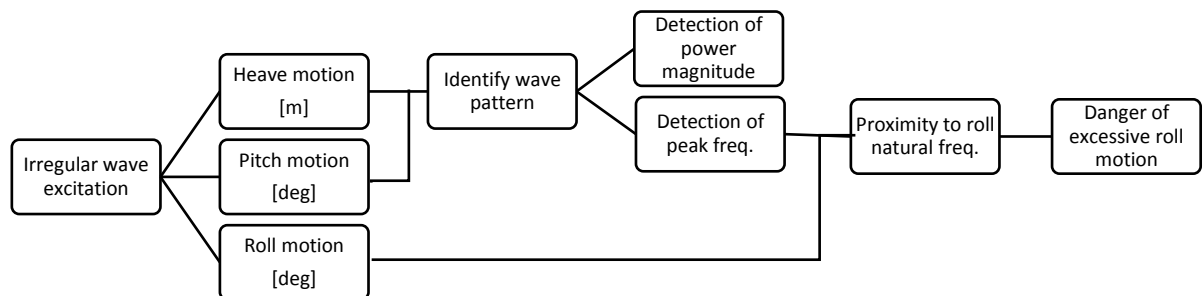 Irregular wave
excitation
Heave motion
[m]
Pitch motion
[deg]
Roll motion
[deg]
Identify wave
pattern
Detection of
power
magnitude
Detection of
peak freq.
Proximity to roll
natural freq.
Danger of
excessive roll
motion